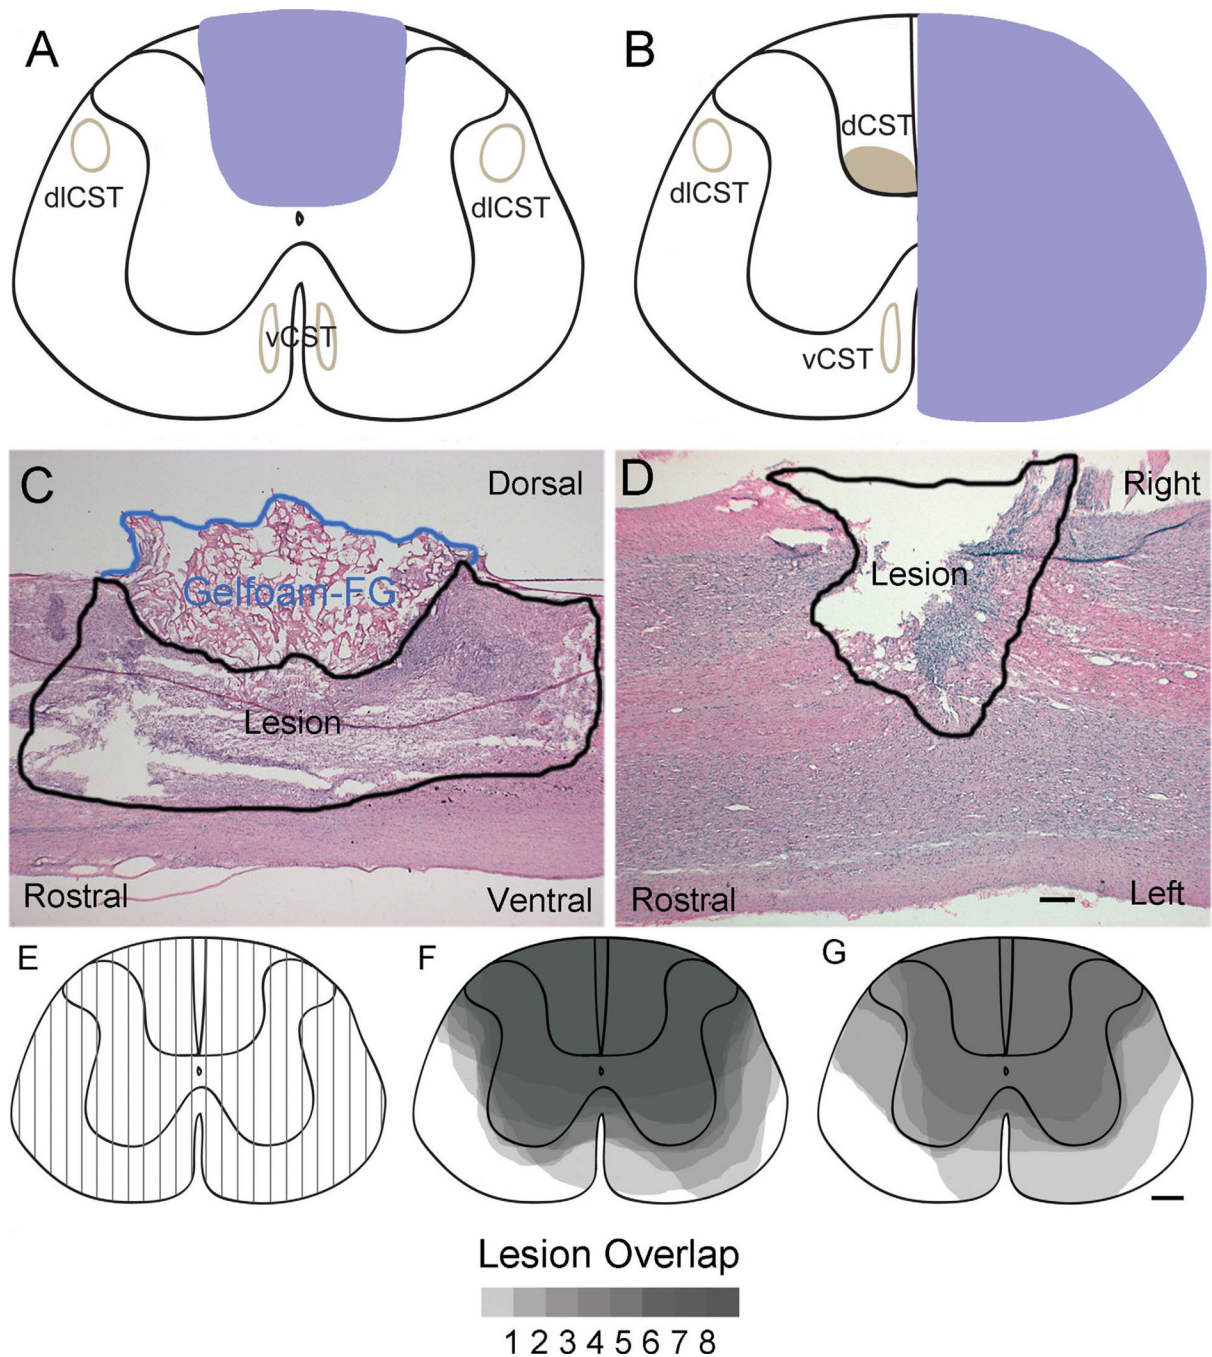 A
dlCST
dlCST
vCST
B
dCST
dlCST
vCST
C
Dorsal
Gelfoam-FG
Lesion
Rostral
Ventral
D
Right
Lesion
Rostral
Left
E
F
G
Lesion Overlap
1 2 3 4 5 6 7 8